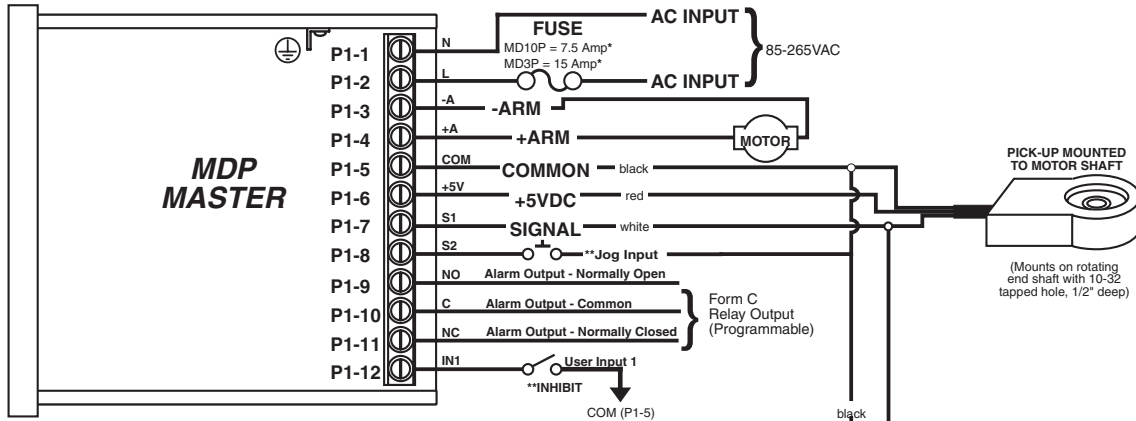 N
AC INPUT
P1-1
FUSE
MD10P = 7.5 Amp*
MD3P = 15 Amp*
85-265VAC
P1-2
L
AC INPUT
P1-3
-A
-ARM
P1-4
+A
+ARM
MOTOR
MDP
MASTER
P1-5
COM
COMMON
black
PICK-UP MOUNTED
TO MOTOR SHAFT
P1-6
+5V
+5VDC
red
P1-7
S1
SIGNAL
white
P1-8
S2
**Jog Input
(Mounts on rotating
end shaft with 10-32
tapped hole, 1/2" deep)
P1-9
NO
Alarm Output - Normally Open
P1-10
C
Alarm Output - Common
Form C
Relay Output
(Programmable)
P1-11
NC
Alarm Output - Normally Closed
P1-12
IN1
User Input 1
**INHIBIT
COM (P1-5)
black